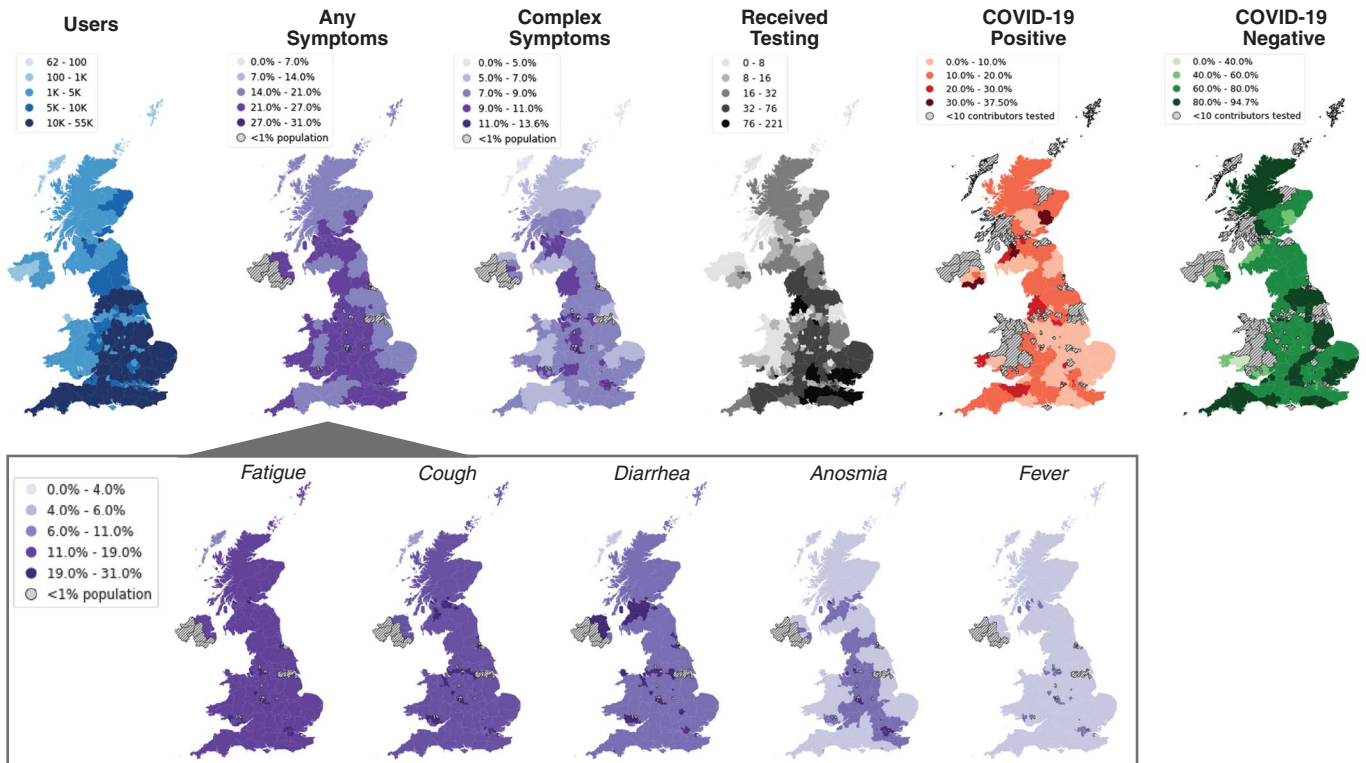 Users
62 - 100
100 - 1K
1K - 5K
5K - 10K
10K - 55K
Any
Symptoms
0.0% - 7.0%
7.0% - 14.0%
14.0% - 21.0%
21.0% - 27.0%
27.0% - 31.0%
<1% population
Complex
Symptoms
0.0% - 5.0%
5.0% - 7.0%
7.0% - 9.0%
9.0% - 11.0%
11.0% - 13.6%
<1% population
Received
Testing
0 - 8
8 - 16
16 - 32
32 - 76
76 - 221
COVID-19
Positive
0.0% - 10.0%
10.0% - 20.0%
20.0% - 30.0%
30.0% - 37.50%
<10 contributors tested
COVID-19
Negative
0.0% - 40.0%
40.0% - 60.0%
60.0% - 80.0%
80.0% - 94.7%
<10 contributors tested
0.0% - 4.0%
4.0% - 6.0%
6.0% - 11.0%
11.0% - 19.0%
19.0% - 31.0%
<1% population
Fatigue
Cough
Diarrhea
Anosmia
Fever